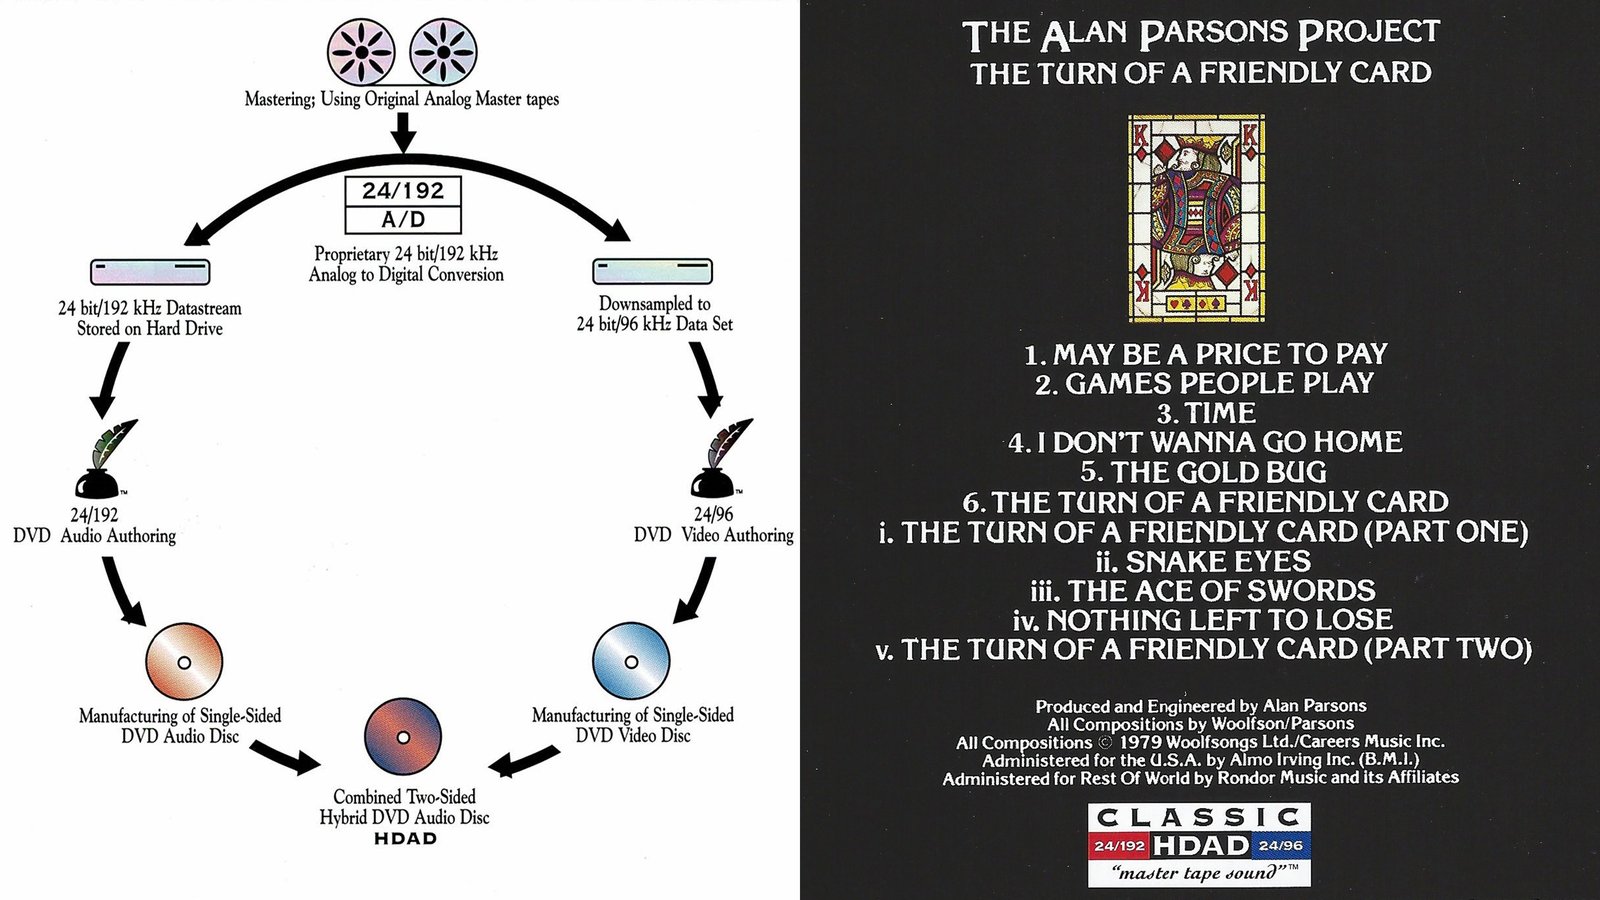 Mastering; Using Original Analog Master tapes
24/192
A/D
Proprietary 24 bit/192 kHz
Analog to Digital Conversion
24 bit/192 kHz Datastream
Stored on Hard Drive
Downsampled to
24 bit/96 kHz Data Set
TM
24/192
DVD Audio Authoring
TM
24/96
DVD Video Authoring
Manufacturing of Single-Sided
DVD Audio Disc
Manufacturing of Single-Sided
DVD Video Disc
Combined Two-Sided
Hybrid DVD Audio Disc
HDAD
THE ALAN PARSONS PROJECT
THE TURN OF A FRIENDLY CARD
K K
K K
1. MAY BE A PRICE TO PAY
2. GAMES PEOPLE PLAY
3. TIME
4. I DON'T WANNA GO HOME
5. THE GOLD BUG
6. THE TURN OF A FRIENDLY CARD
i. THE TURN OF A FRIENDLY CARD (PART ONE)
ii. SNAKE EYES
iii. THE ACE OF SWORDS
iv. NOTHING LEFT TO LOSE
v. THE TURN OF A FRIENDLY CARD (PART TWO)
Produced and Engineered by Alan Parsons
All Compositions by Woolfson/Parsons
All Compositions © 1979 Woolfsongs Ltd./Careers Music Inc.
Administered for the U.S.A. by Almo Irving Inc. (B.M.I.)
Administered for Rest Of World by Rondor Music and its Affiliates
CLASSIC
24/192 HDAD 24/96
"master tape sound"™